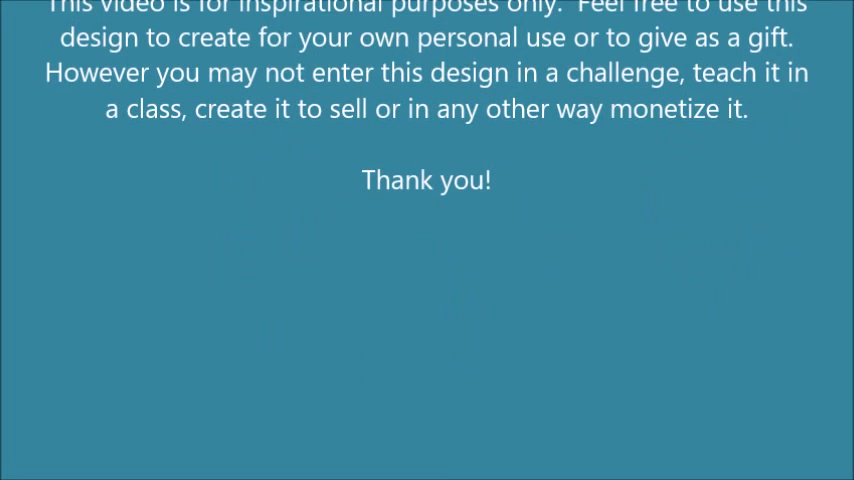 This video is for inspirational purposes only.  Feel free to use this
design to create for your own personal use or to give as a gift.
However you may not enter this design in a challenge, teach it in
a class, create it to sell or in any other way monetize it.
Thank you!